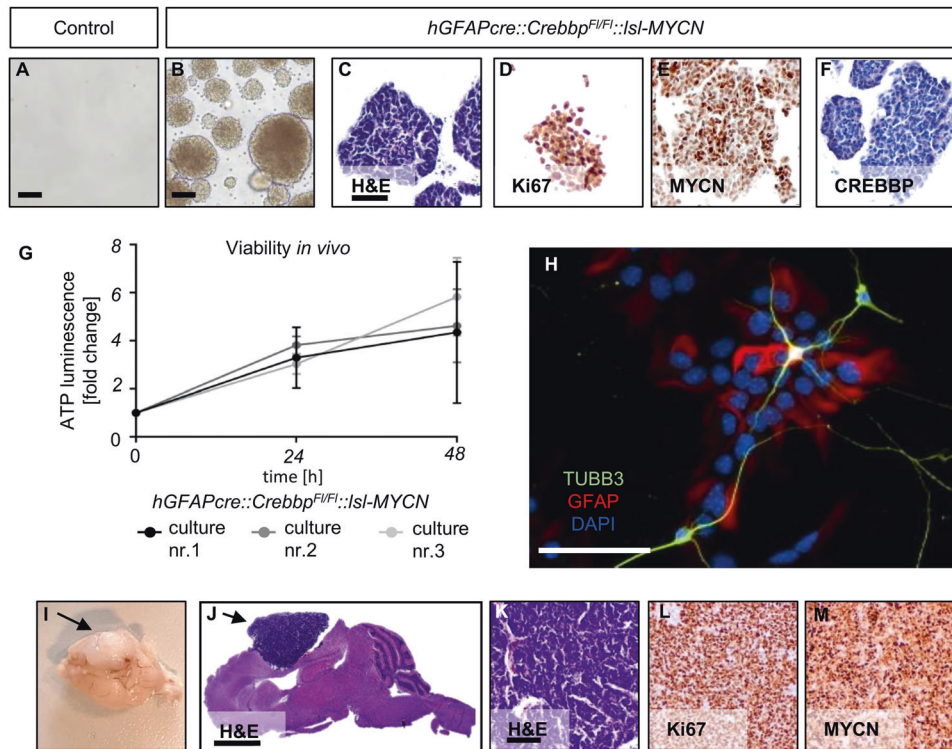 Control
hGFAPcre::Crebbp^Fl/Fl::lsl-MYCN
A
B
C
H&E
D
Ki67
E
MYCN
F
CREBBP
G
Viability in vivo
ATP luminescence
[fold change]
8
6
4
2
0
0
24
48
time [h]
hGFAPcre::Crebbp^Fl/Fl::lsl-MYCN
culture
nr.1
culture
nr.2
culture
nr.3
H
TUBB3
GFAP
DAPI
I
J
H&E
K
H&E
L
Ki67
M
MYCN